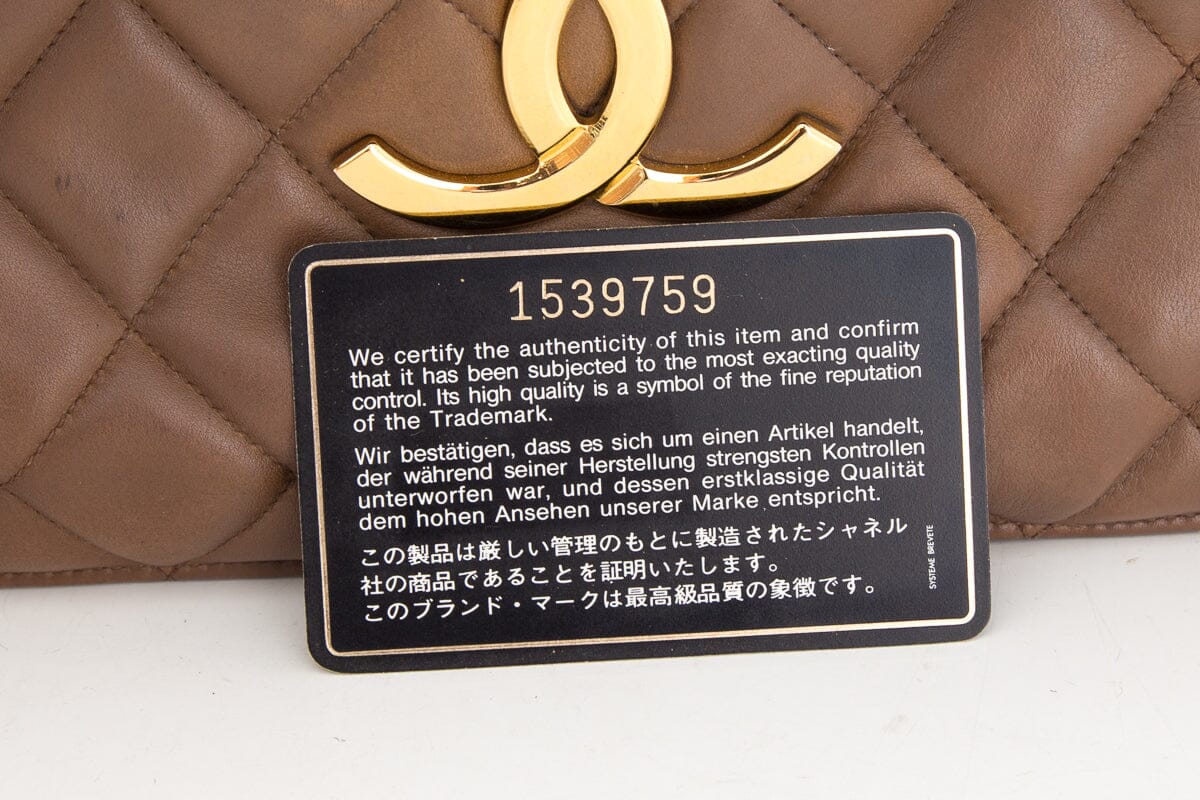 1539759
We certify the authenticity of this item and confirm
that it has been subjected to the most exacting quality
control. Its high quality is a symbol of the fine reputation
of the Trademark.
Wir bestätigen, dass es sich um einen Artikel handelt,
der während seiner Herstellung strengsten Kontrollen
unterworfen war, und dessen erstklassige Qualität
dem hohen Ansehen unserer Marke entspricht.
この製品は厳しい管理のもとに製造されたシャネル
社の商品であることを証明いたします。
このブランド・マークは最高級品質の象徴です。
SYSTEME BREVETE